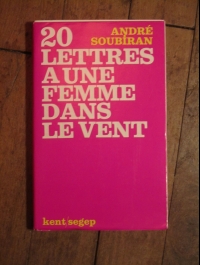 20
ANDRÉ
SOUBIRAN
LETTRES
A UNE
FEMME
DANS
LE VENT
kent/segep